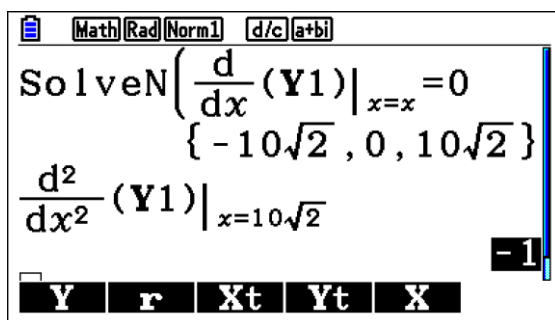 Math Rad Norm1 d/c a+bi
SolveN(d/dx(Y1)|x=x=0
{-10√2,0,10√2}
d²/dx²(Y1)|x=10√2
-1
Y r Xt Yt X